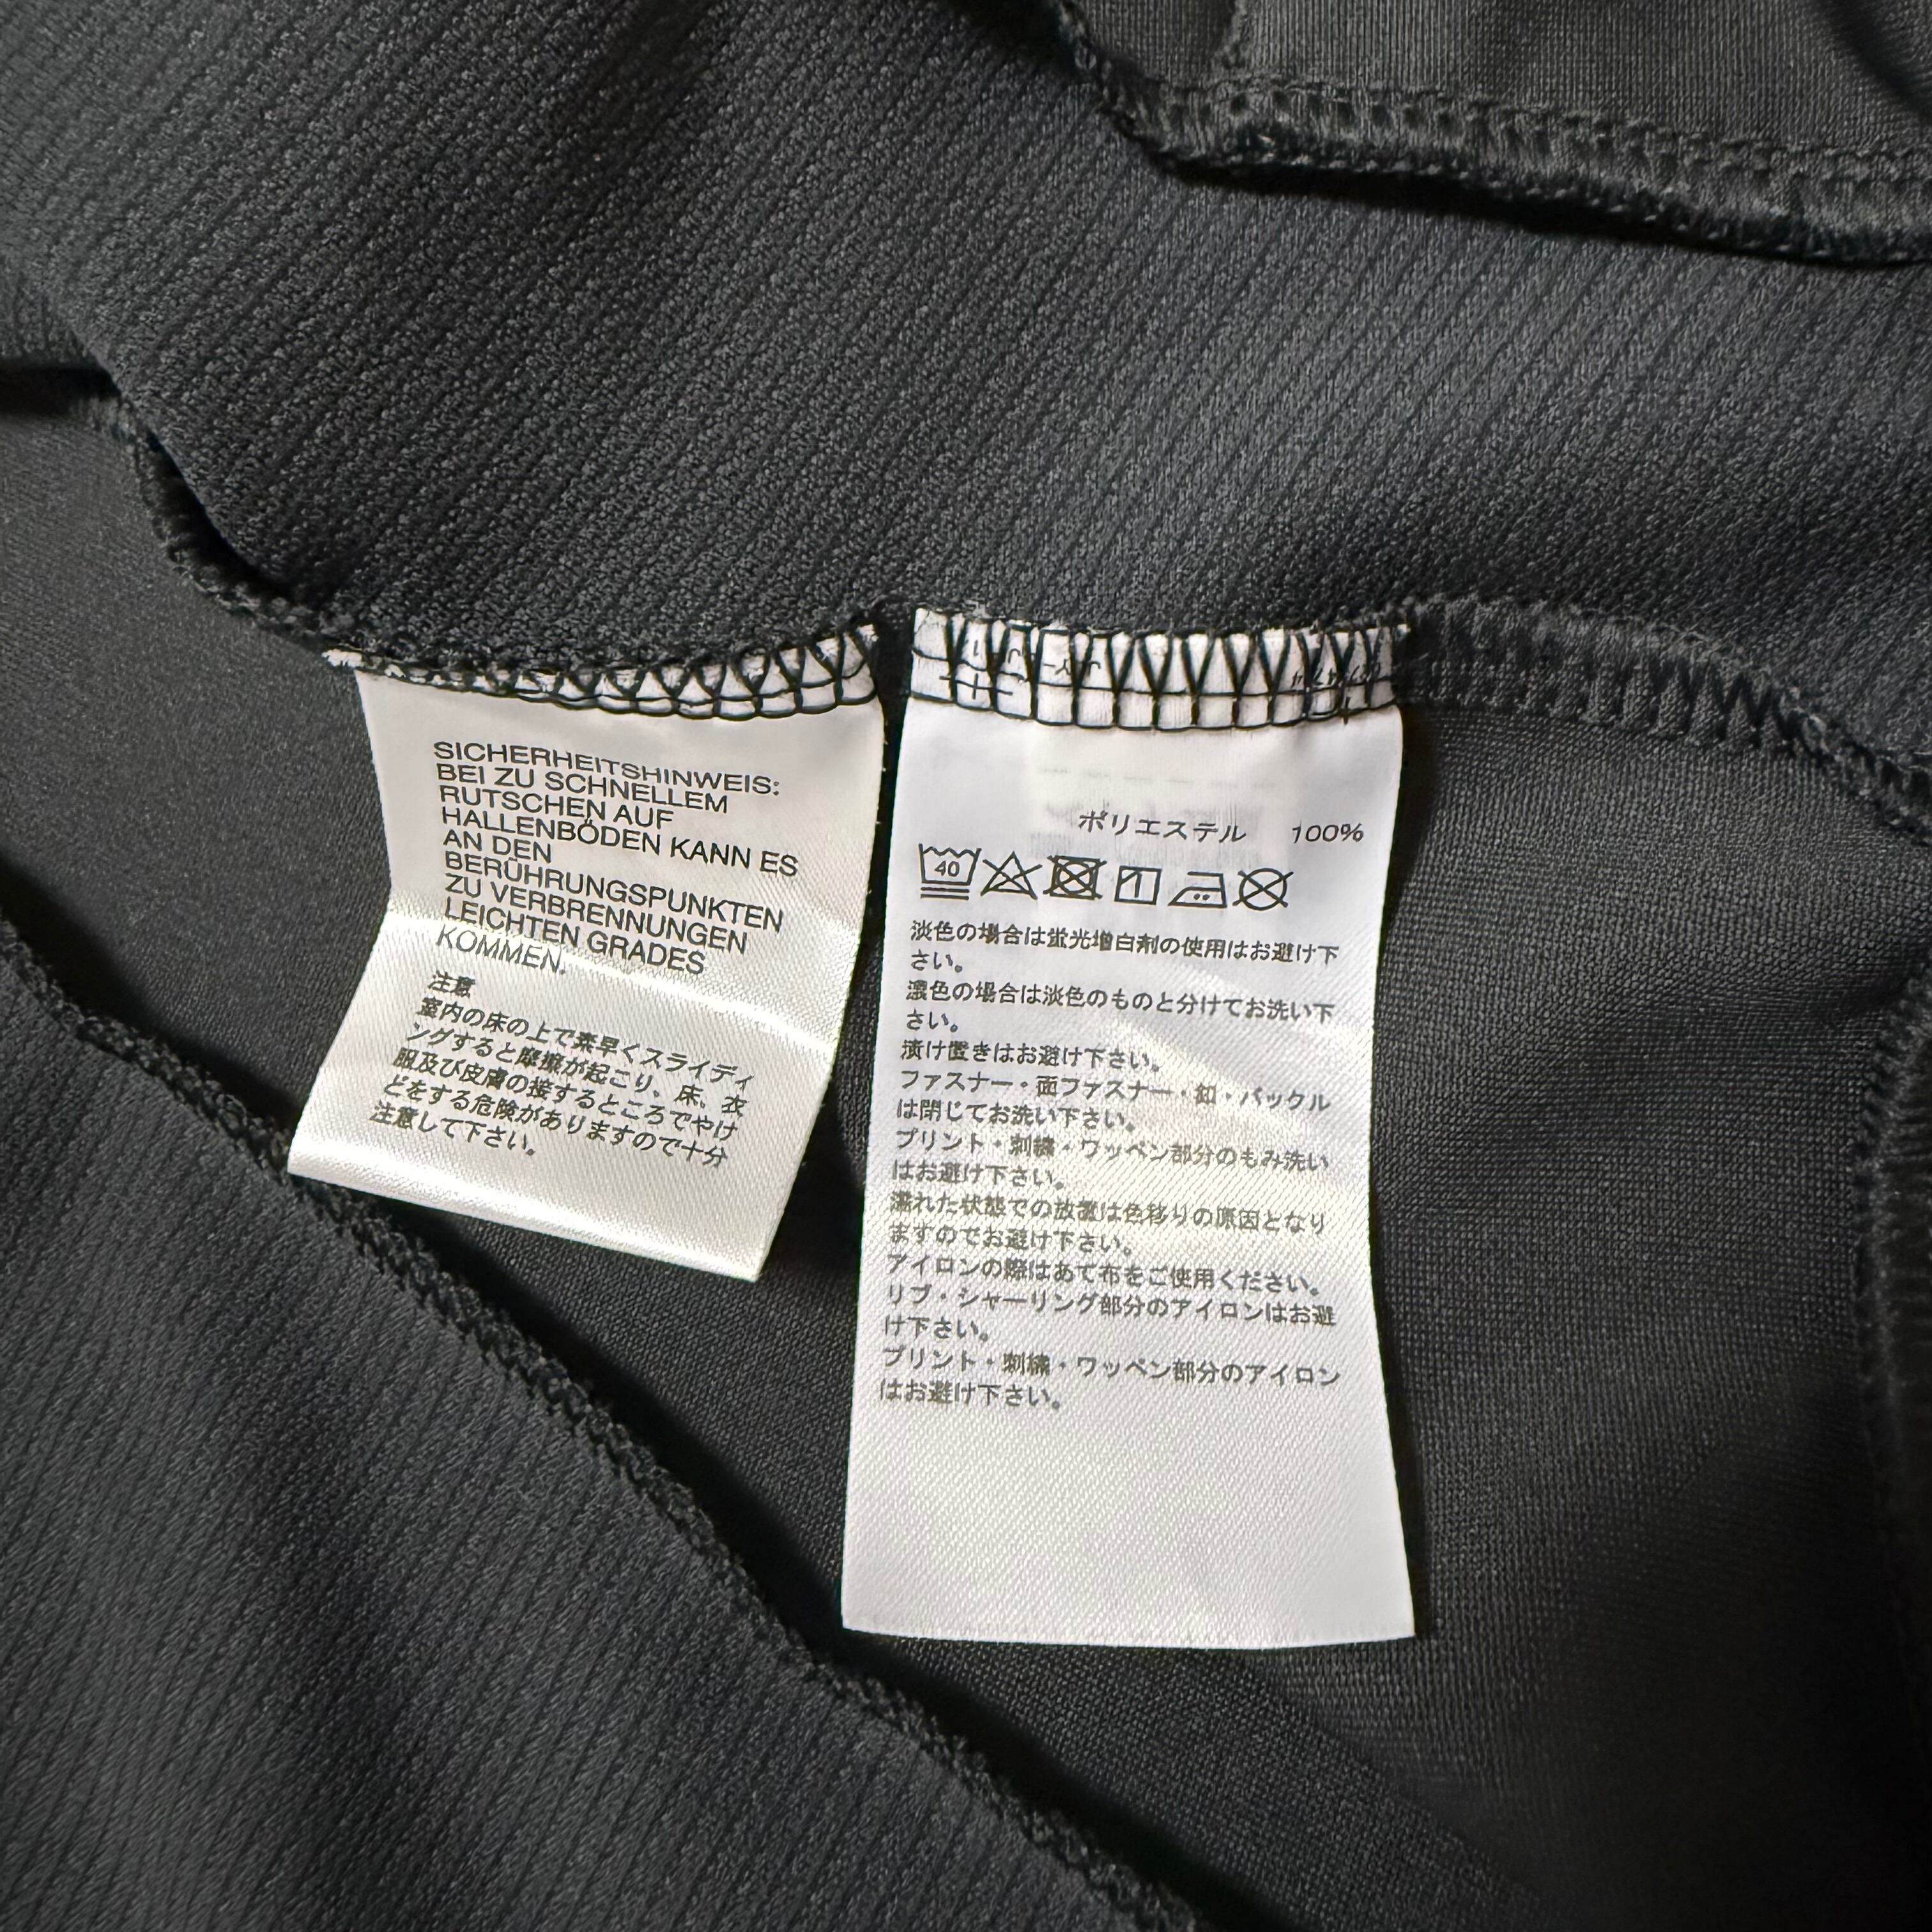 SICHERHEITSHINWEIS:
BEI ZU SCHNELLEM
RUTSCHEN AUF
HALLENBÖDEN KANN ES
AN DEN
BERÜHRUNGSPUNKTEN
ZU VERBRENNUNGEN
LEICHTEN GRADES
KOMMEN.
注意
室内の床の上で素早くスライディ
ングすると摩擦が起こり、床、衣
服及び皮膚の接するところでやけ
どをする危険がありますので十分
注意して下さい。
ポリエステル 100%
40
淡色の場合は蛍光増白剤の使用はお避け下
さい。
濃色の場合は淡色のものと分けてお洗い下
さい。
漬け置きはお避け下さい。
ファスナー・面ファスナー・釦・バックル
は閉じてお洗い下さい。
プリント・刺繍・ワッペン部分のもみ洗い
はお避け下さい。
濡れた状態での放置は色移りの原因となり
ますのでお避け下さい。
アイロンの際はあて布をご使用ください。
リブ・シャーリング部分のアイロンはお避
け下さい。
プリント・刺繍・ワッペン部分のアイロン
はお避け下さい。